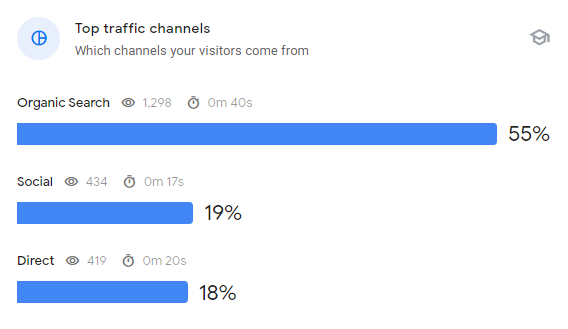 Top traffic channels
Which channels your visitors come from
Organic Search 1,298 0m 40s
55%
Social 434 0m 17s
19%
Direct 419 0m 20s
18%